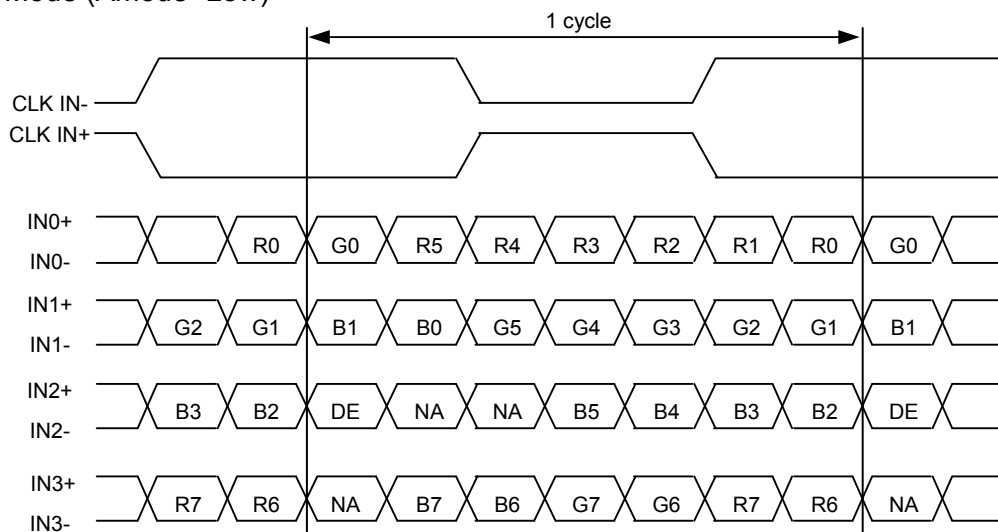 1 cycle
CLK IN-
CLK IN+
IN0+
R0 G0 R5 R4 R3 R2 R1 R0 G0
IN0-
IN1+
G2 G1 B1 B0 G5 G4 G3 G2 G1 B1
IN1-
IN2+
B3 B2 DE NA NA B5 B4 B3 B2 DE
IN2-
IN3+
R7 R6 NA B7 B6 G7 G6 R7 R6 NA
IN3-